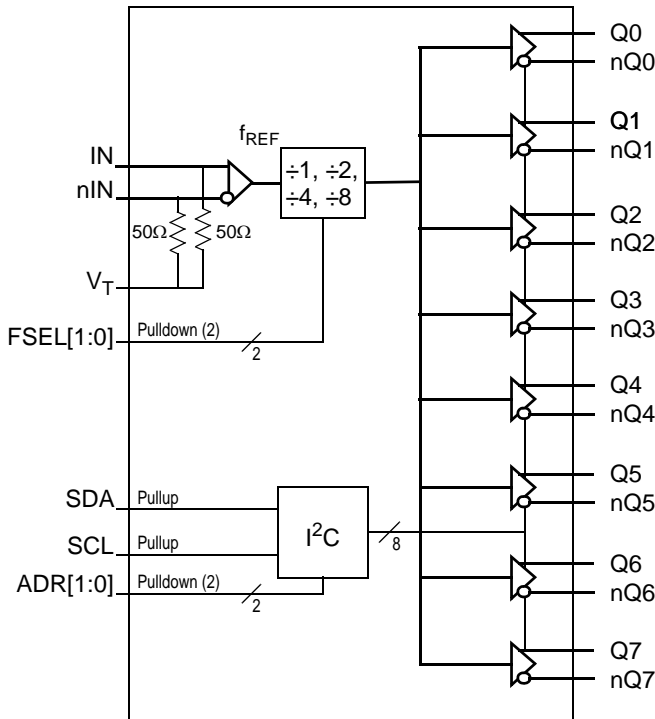 Q0
nQ0
Q1
nQ1
fREF
IN
÷1, ÷2,
nIN
÷4, ÷8
Q2
50Ω
50Ω
nQ2
VT
Q3
FSEL[1:0]
Pulldown (2)
2
nQ3
Q4
nQ4
Q5
SDA
Pullup
nQ5
I²C
8
SCL
Pullup
Q6
ADR[1:0]
Pulldown (2)
2
nQ6
Q7
nQ7